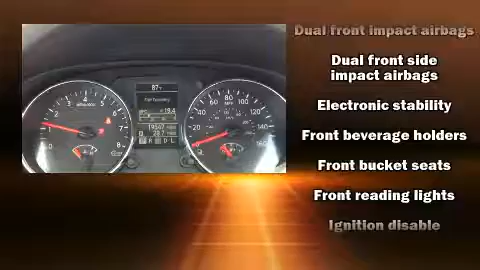 Dual front impact airbags
Dual front side
impact airbags
Electronic stability
Front beverage holders
Front bucket seats
Front reading lights
Ignition disable